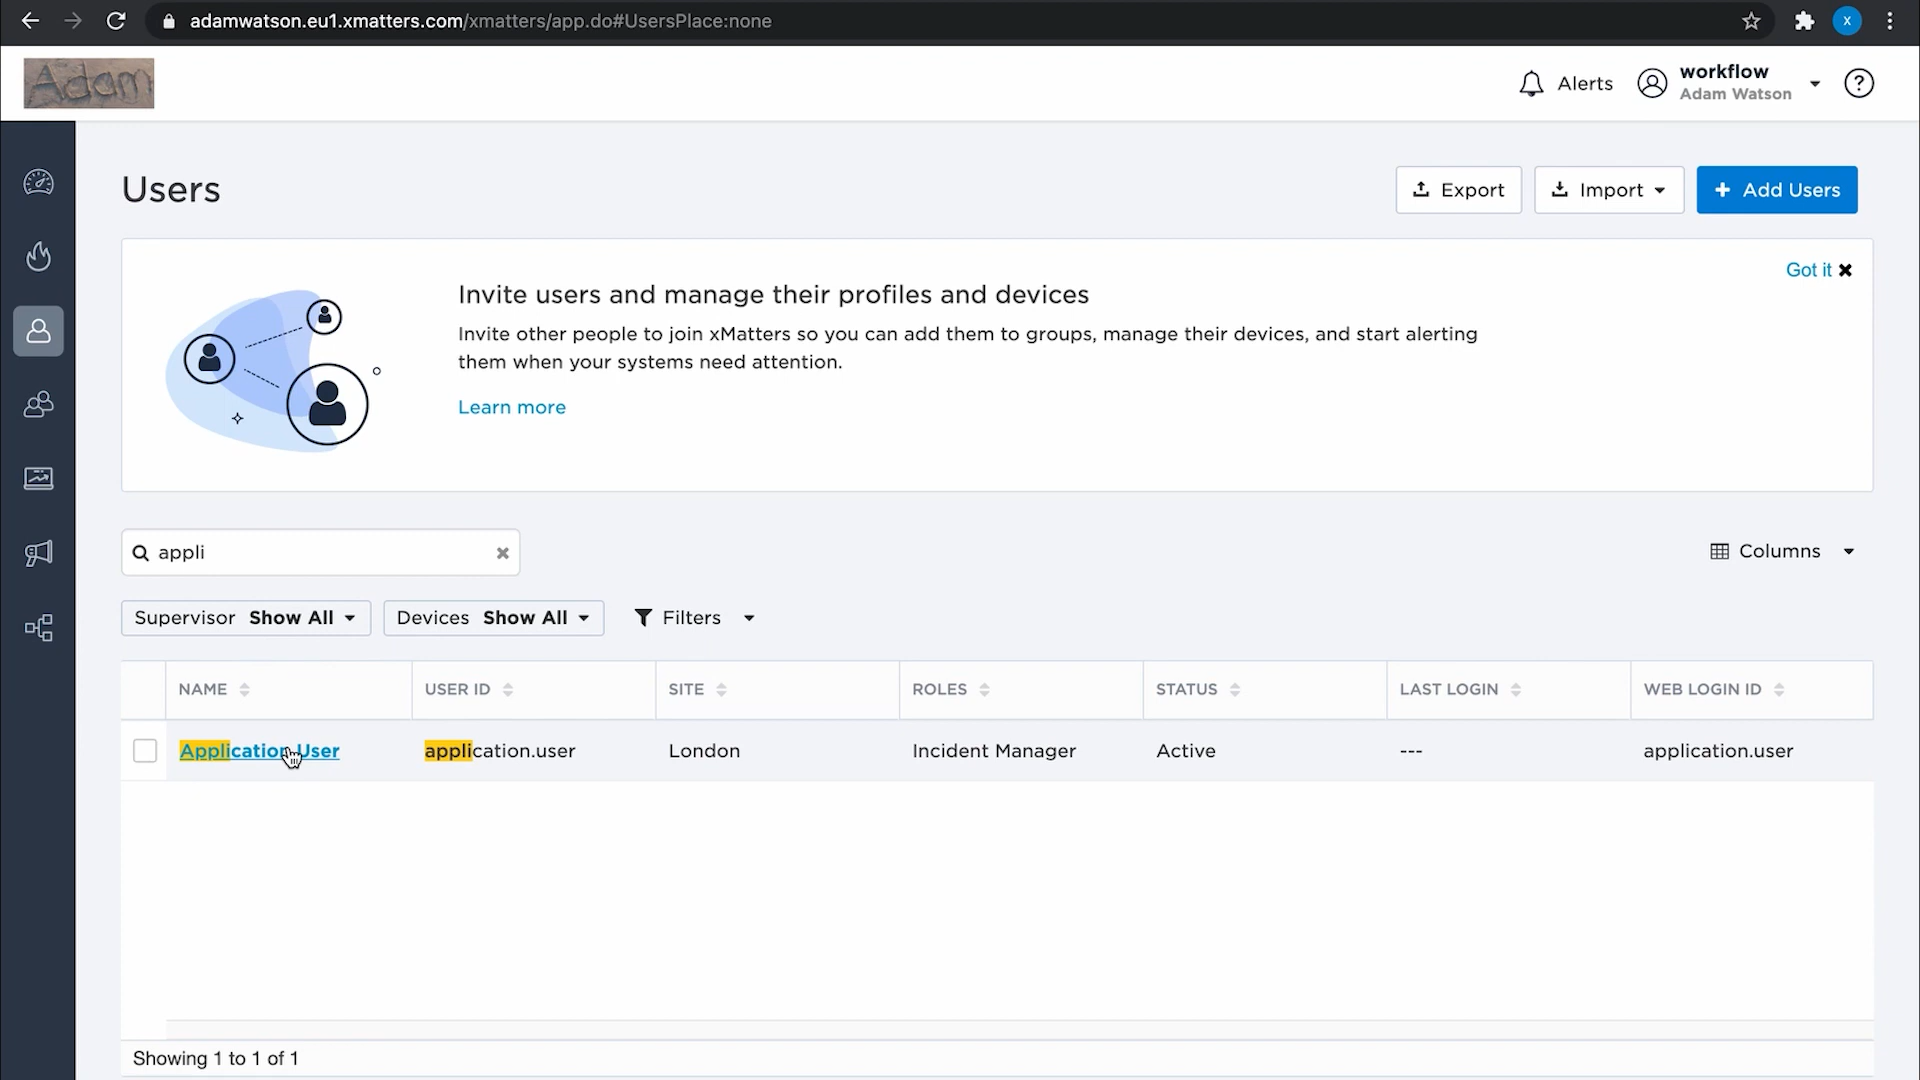 adamwatson.eu1.xmatters.com/xmatters/app.do#UsersPlace:none
X
Adam
Alerts
workflow
Adam Watson
?
Users
Export
Import
+ Add Users
Got it
Invite users and manage their profiles and devices
Invite other people to join xMatters so you can add them to groups, manage their devices, and start alerting
them when your systems need attention.
Learn more
appli
Columns
Supervisor Show All
Devices Show All
Filters
NAME USER ID SITE ROLES STATUS LAST LOGIN WEB LOGIN ID
Application User application.user London Incident Manager Active --- application.user
Showing 1 to 1 of 1